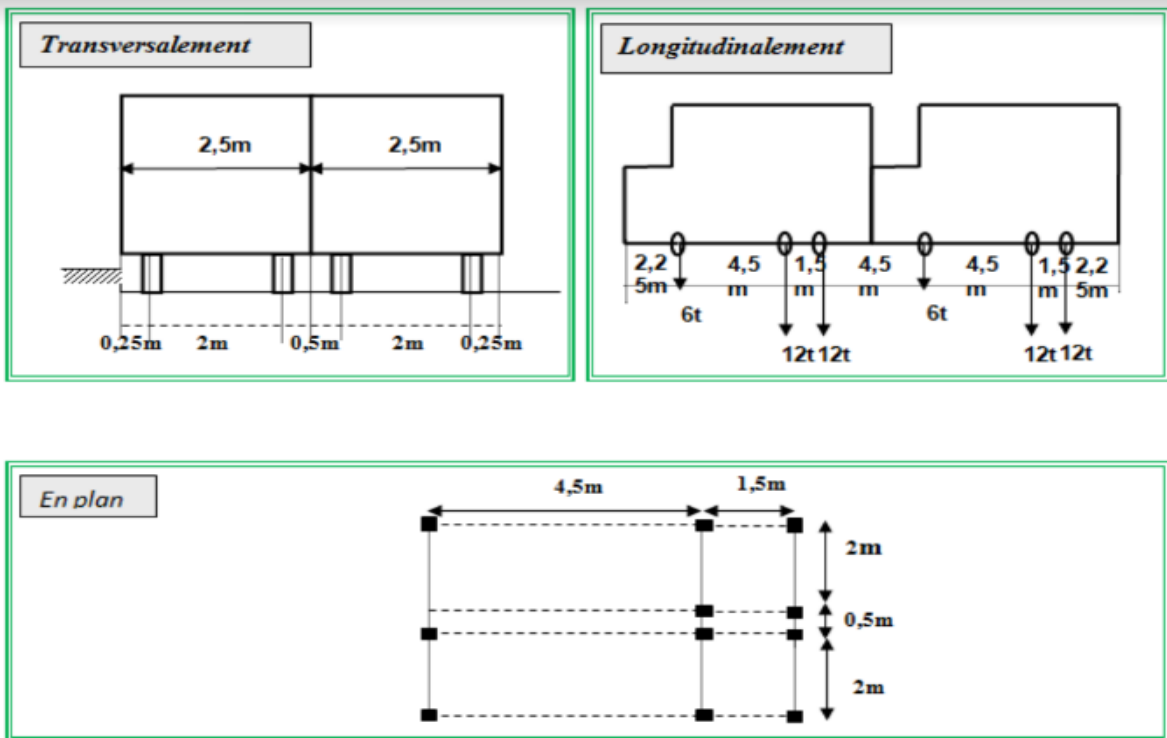 Transversalement
2,5m 2,5m
0,25m 2m 0,5m 2m 0,25m
Longitudinalement
2,2 4,5 1,5 4,5 4,5 1,5 2,2
5m m m m m m 5m
6t 6t
12t 12t 12t 12t
En plan
4,5m 1,5m
2m
0,5m
2m